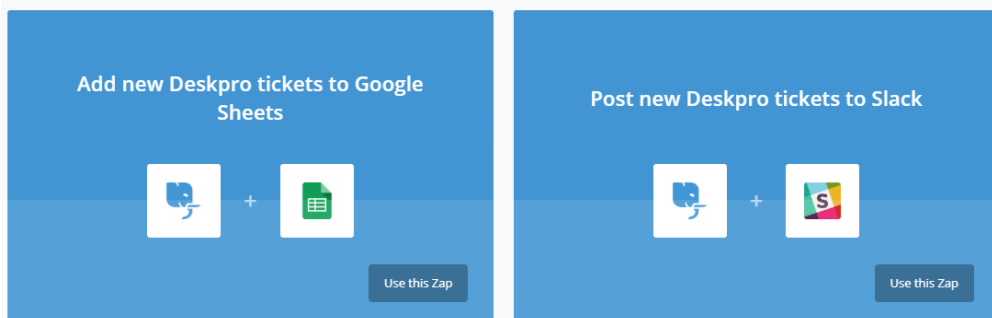 Add new Deskpro tickets to Google
Sheets
+
Use this Zap
Post new Deskpro tickets to Slack
+
S
Use this Zap